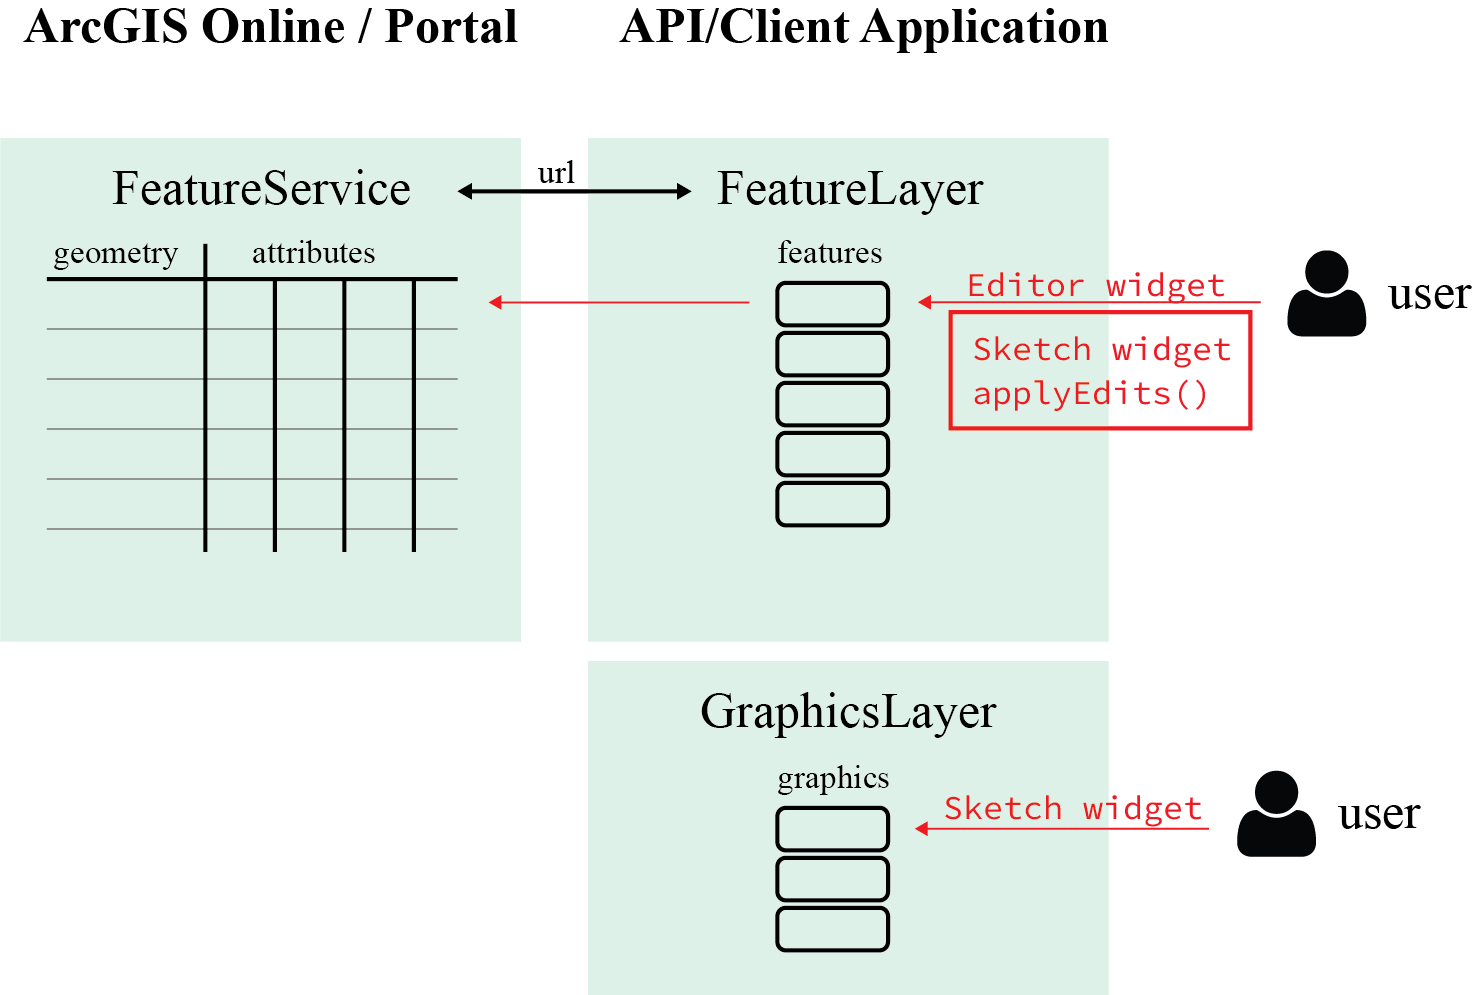 ArcGIS Online / Portal
API/Client Application
FeatureService
url
FeatureLayer
geometry
attributes
features
Editor widget
user
Sketch widget
applyEdits()
GraphicsLayer
graphics
Sketch widget
user